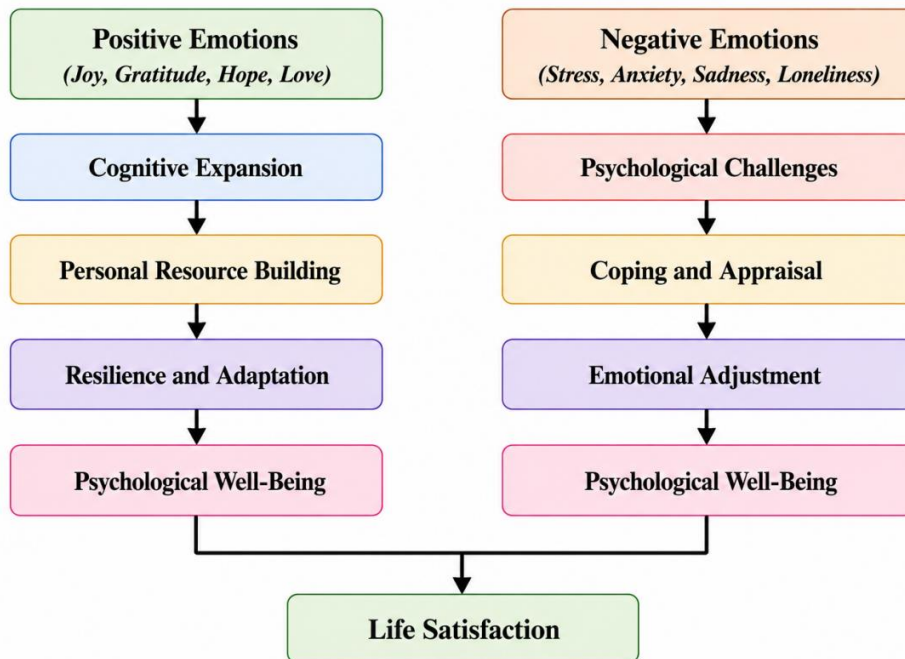 Positive Emotions
(Joy, Gratitude, Hope, Love)
Cognitive Expansion
Personal Resource Building
Resilience and Adaptation
Psychological Well-Being
Negative Emotions
(Stress, Anxiety, Sadness, Loneliness)
Psychological Challenges
Coping and Appraisal
Emotional Adjustment
Psychological Well-Being
Life Satisfaction